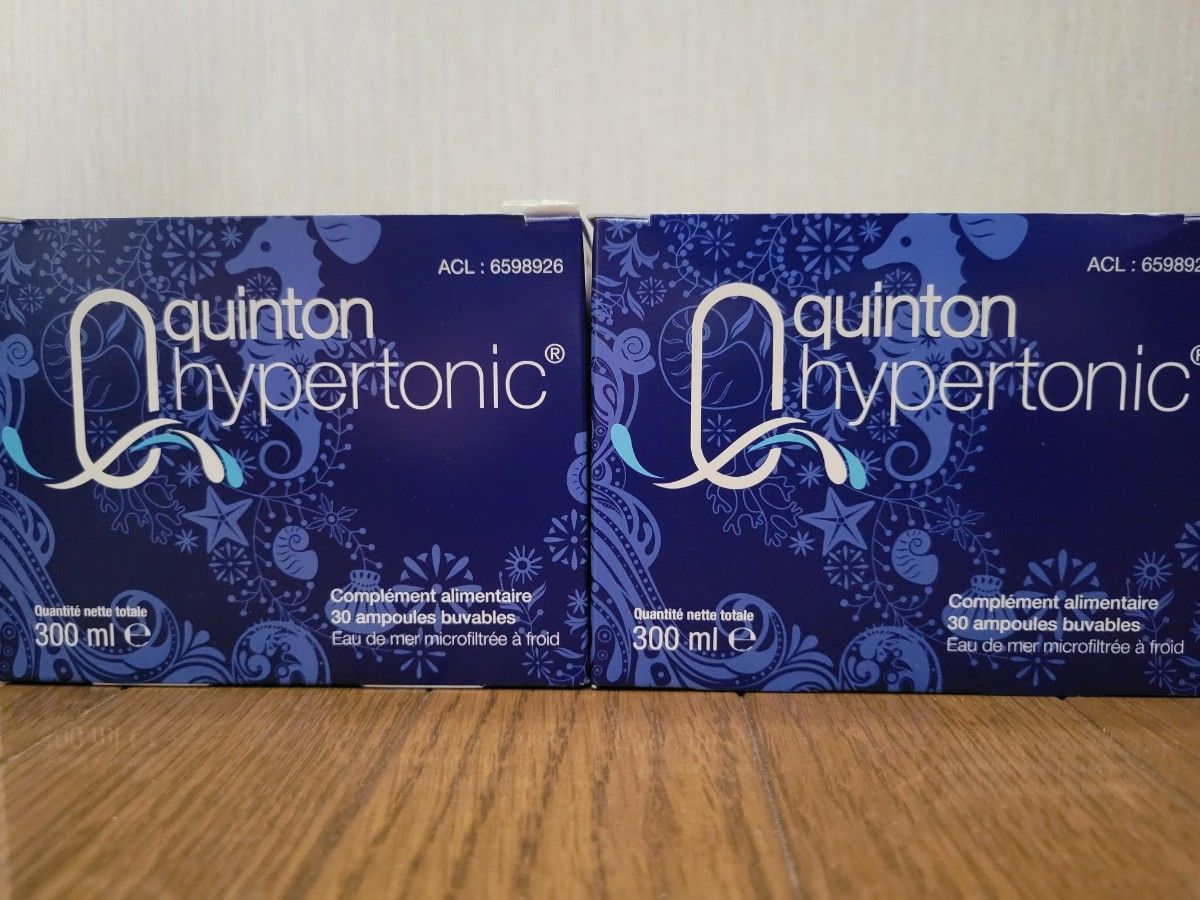 ACL : 6598926
quinton
hypertonic®
Quantité nette totale
300 ml ℮
Complément alimentaire
30 ampoules buvables
Eau de mer microfiltrée à froid
ACL : 659892
quinton
hypertonic®
Quantité nette totale
300 ml ℮
Complément alimentaire
30 ampoules buvables
Eau de mer microfiltrée à froid